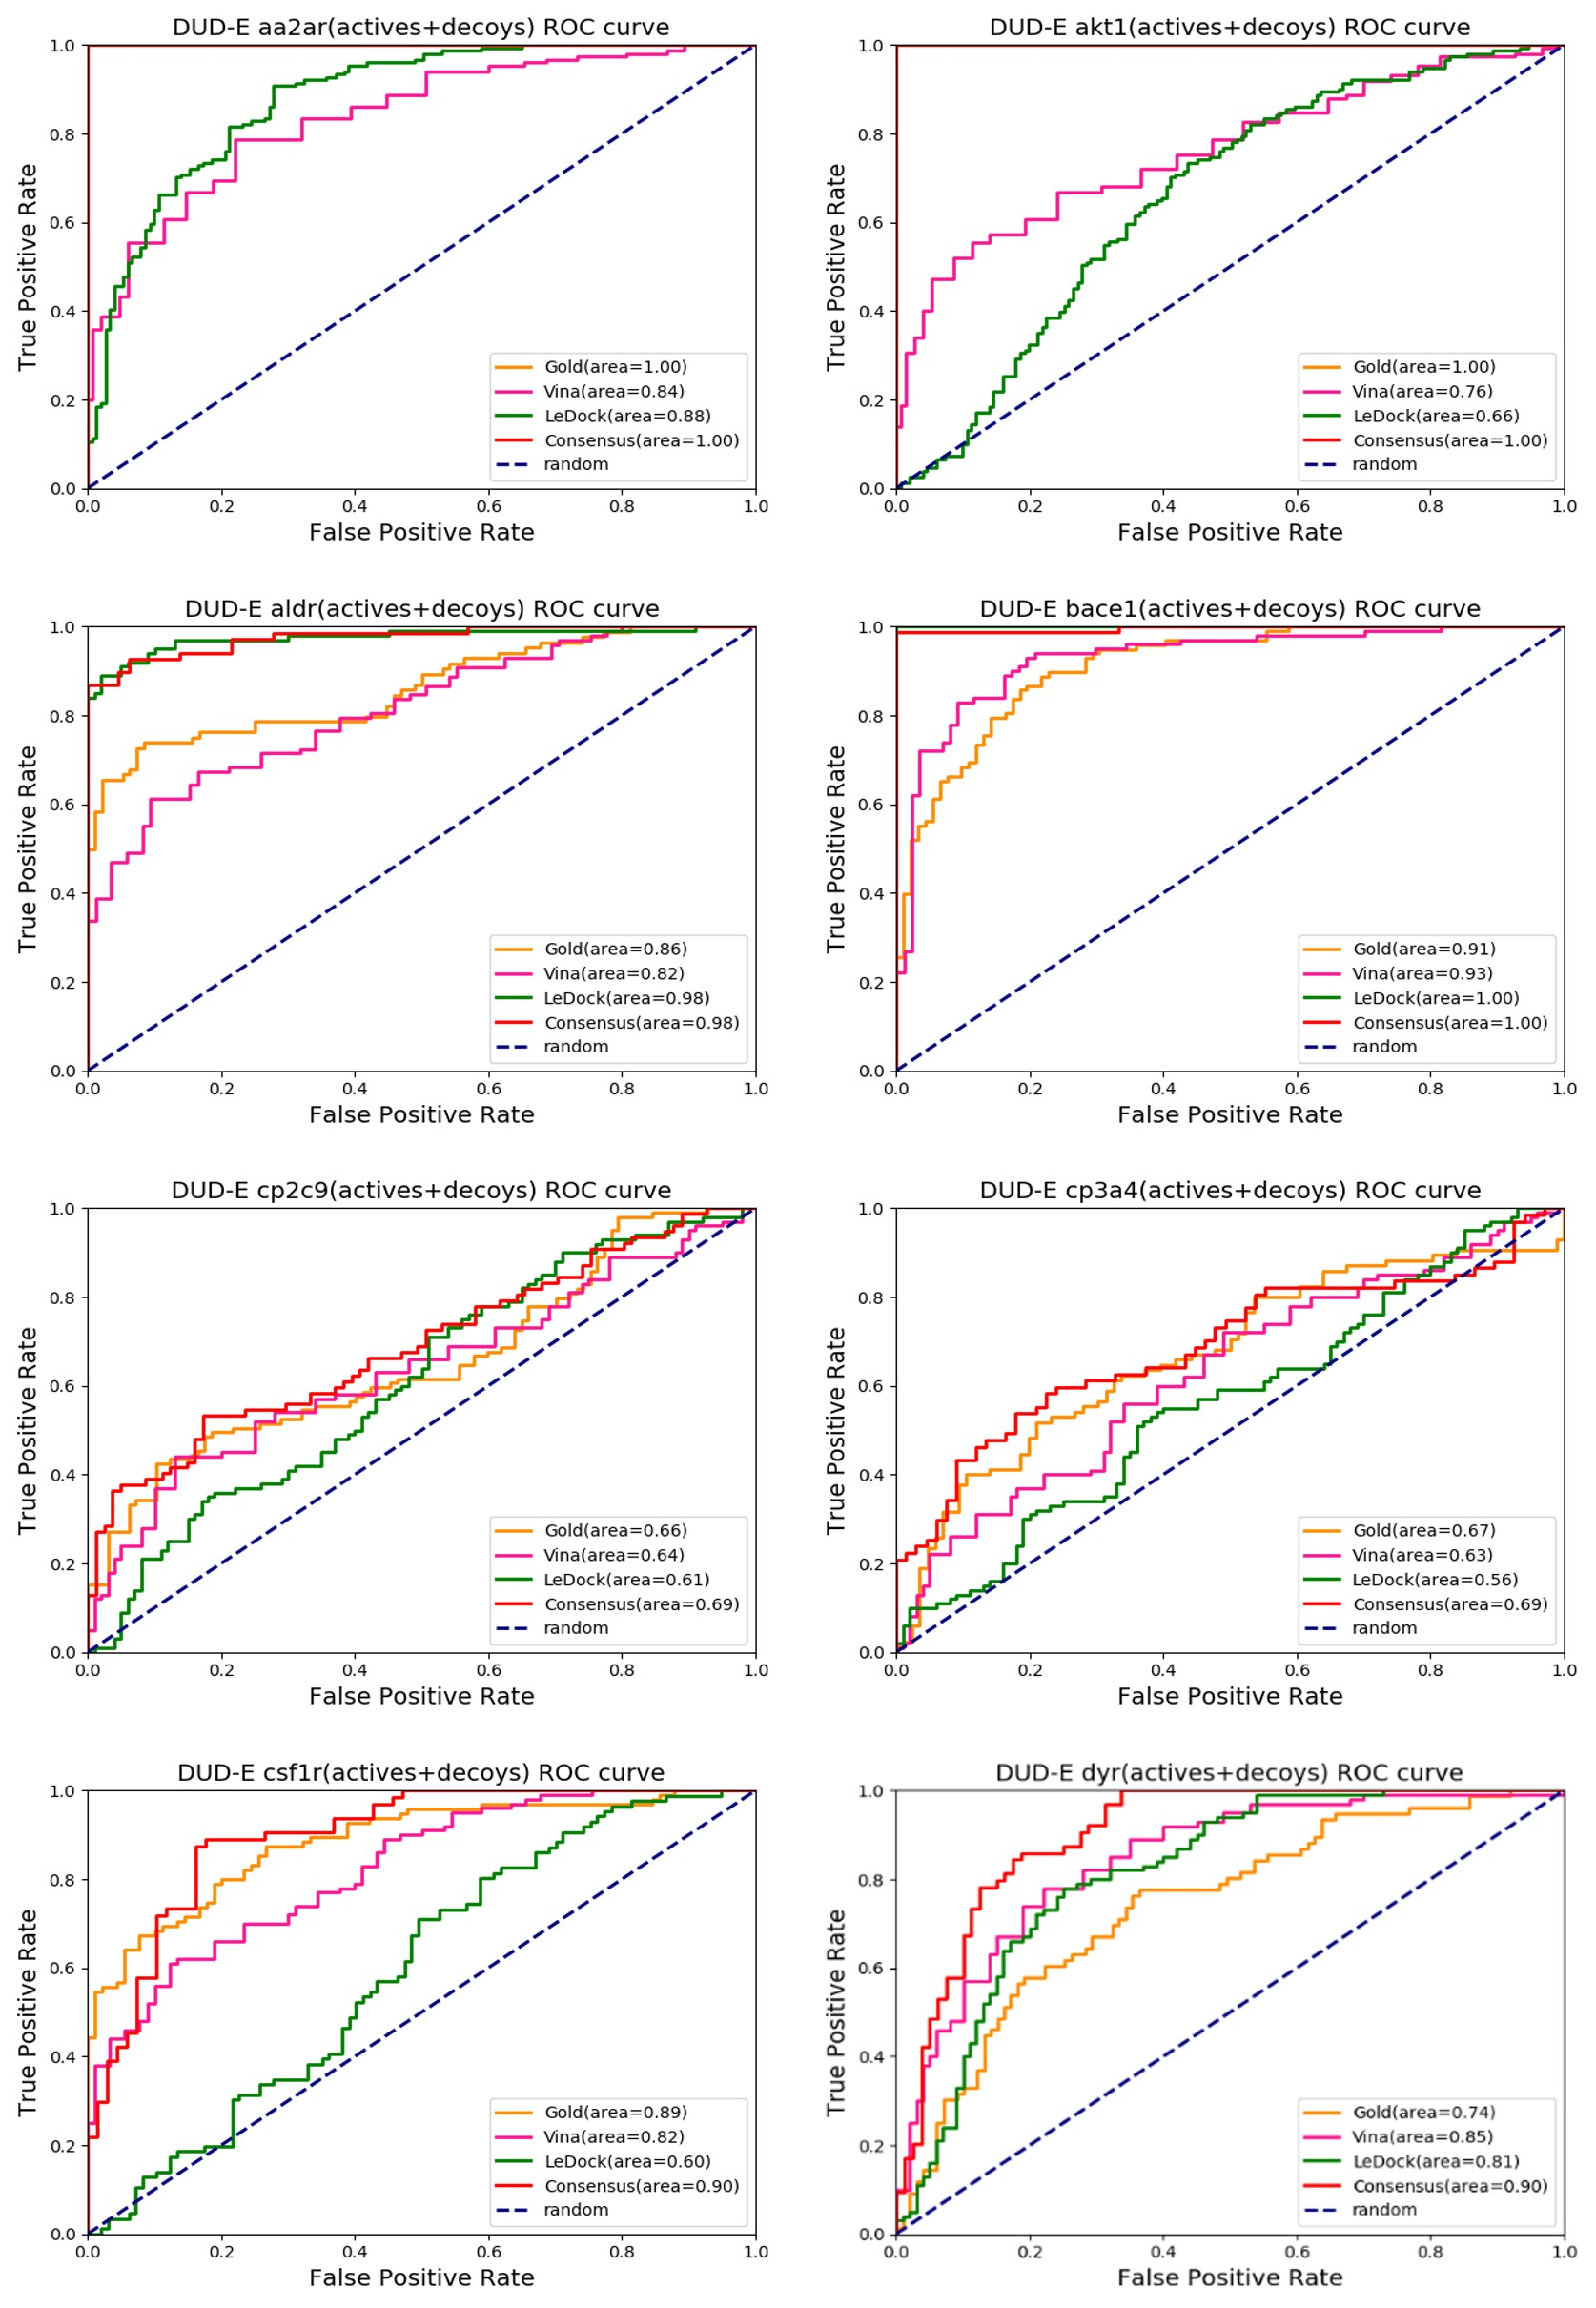 DUD-E aa2ar(actives+decoys) ROC curve
True Positive Rate
1.0
0.8
0.6
0.4
0.2
0.0
Gold(area=1.00)
Vina(area=0.84)
LeDock(area=0.88)
Consensus(area=1.00)
random
0.0 0.2 0.4 0.6 0.8 1.0
False Positive Rate
DUD-E akt1(actives+decoys) ROC curve
True Positive Rate
1.0
0.8
0.6
0.4
0.2
0.0
Gold(area=1.00)
Vina(area=0.76)
LeDock(area=0.66)
Consensus(area=1.00)
random
0.0 0.2 0.4 0.6 0.8 1.0
False Positive Rate
DUD-E aldr(actives+decoys) ROC curve
True Positive Rate
1.0
0.8
0.6
0.4
0.2
0.0
Gold(area=0.86)
Vina(area=0.82)
LeDock(area=0.98)
Consensus(area=0.98)
random
0.0 0.2 0.4 0.6 0.8 1.0
False Positive Rate
DUD-E bace1(actives+decoys) ROC curve
True Positive Rate
1.0
0.8
0.6
0.4
0.2
0.0
Gold(area=0.91)
Vina(area=0.93)
LeDock(area=1.00)
Consensus(area=1.00)
random
0.0 0.2 0.4 0.6 0.8 1.0
False Positive Rate
DUD-E cp2c9(actives+decoys) ROC curve
True Positive Rate
1.0
0.8
0.6
0.4
0.2
0.0
Gold(area=0.66)
Vina(area=0.64)
LeDock(area=0.61)
Consensus(area=0.69)
random
0.0 0.2 0.4 0.6 0.8 1.0
False Positive Rate
DUD-E cp3a4(actives+decoys) ROC curve
True Positive Rate
1.0
0.8
0.6
0.4
0.2
0.0
Gold(area=0.67)
Vina(area=0.63)
LeDock(area=0.56)
Consensus(area=0.69)
random
0.0 0.2 0.4 0.6 0.8 1.0
False Positive Rate
DUD-E csf1r(actives+decoys) ROC curve
True Positive Rate
1.0
0.8
0.6
0.4
0.2
0.0
Gold(area=0.89)
Vina(area=0.82)
LeDock(area=0.60)
Consensus(area=0.90)
random
0.0 0.2 0.4 0.6 0.8 1.0
False Positive Rate
DUD-E dyr(actives+decoys) ROC curve
True Positive Rate
1.0
0.8
0.6
0.4
0.2
0.0
Gold(area=0.74)
Vina(area=0.85)
LeDock(area=0.81)
Consensus(area=0.90)
random
0.0 0.2 0.4 0.6 0.8 1.0
False Positive Rate